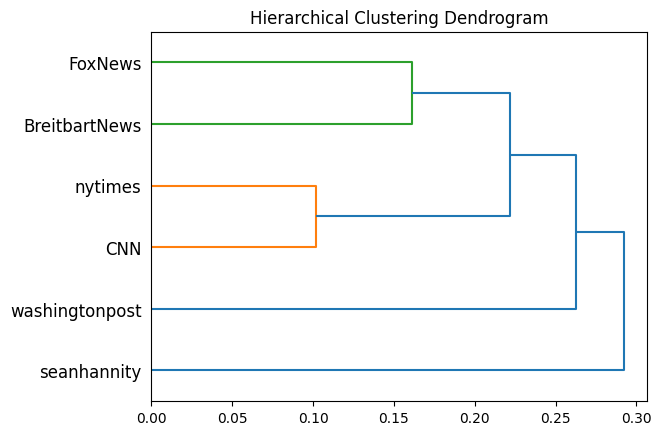 Hierarchical Clustering Dendrogram
FoxNews
BreitbartNews
nytimes
CNN
washingtonpost
seanhannity
0.00 0.05 0.10 0.15 0.20 0.25 0.30